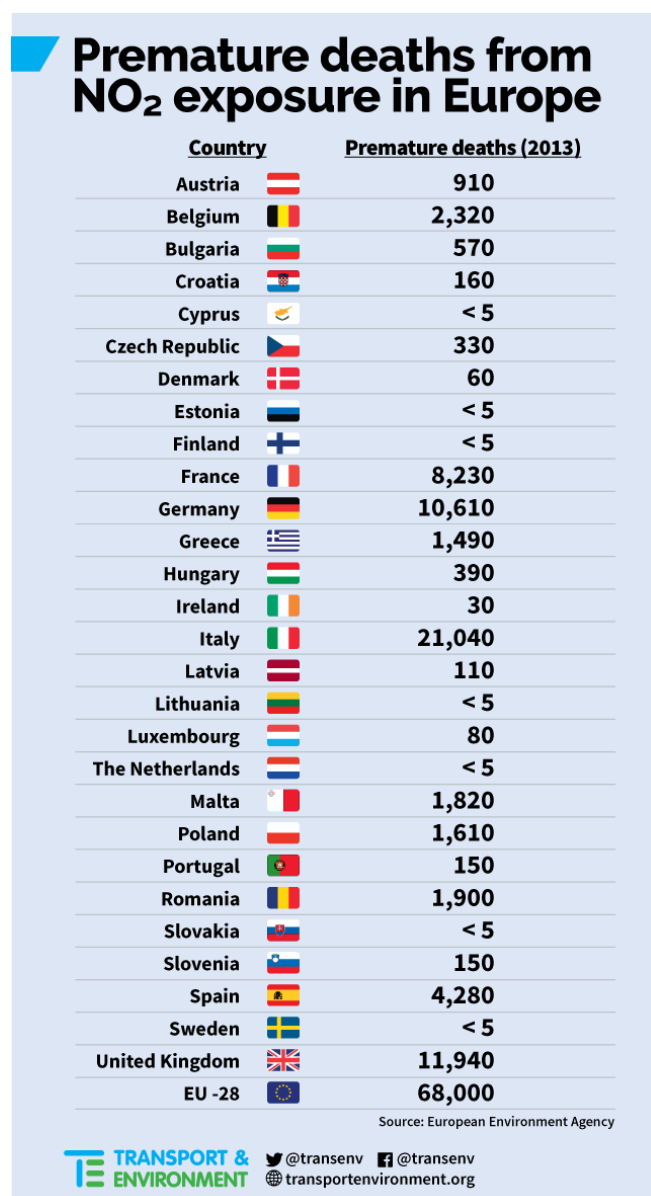 Premature deaths from
NO₂ exposure in Europe
Country Premature deaths (2013)
Austria 910
Belgium 2,320
Bulgaria 570
Croatia 160
Cyprus < 5
Czech Republic 330
Denmark 60
Estonia < 5
Finland < 5
France 8,230
Germany 10,610
Greece 1,490
Hungary 390
Ireland 30
Italy 21,040
Latvia 110
Lithuania < 5
Luxembourg 80
The Netherlands < 5
Malta 1,820
Poland 1,610
Portugal 150
Romania 1,900
Slovakia < 5
Slovenia 150
Spain 4,280
Sweden < 5
United Kingdom 11,940
EU -28 68,000
Source: European Environment Agency
TE TRANSPORT & @transenv @transenv
ENVIRONMENT transportenvironment.org